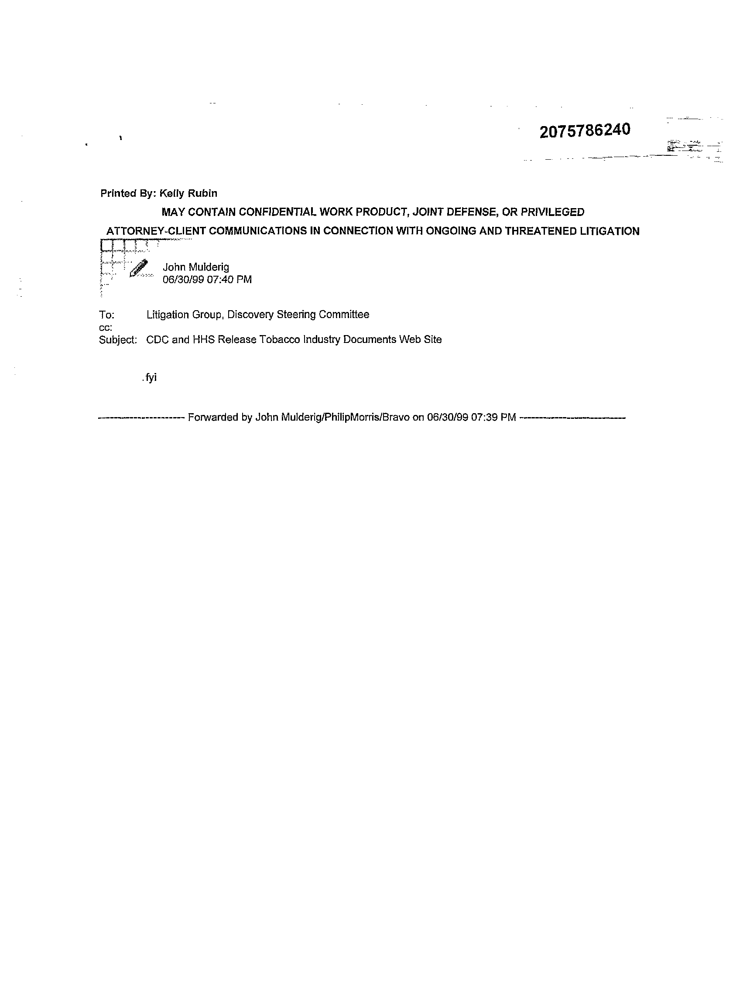 2075786240
Printed By: Kelly Rubin
MAY CONTAIN CONFIDENTIAL WORK PRODUCT, JOINT DEFENSE, OR PRIVILEGED
ATTORNEY-CLIENT COMMUNICATIONS IN CONNECTION WITH ONGOING AND THREATENED LITIGATION
John Mulderig
06/30/99 07:40 PM
To: Litigation Group, Discovery Steering Committee
cc:
Subject: CDC and HHS Release Tobacco Industry Documents Web Site
.fyi
---------------------- Forwarded by John Mulderig/PhilipMorris/Bravo on 06/30/99 07:39 PM ---------------------------